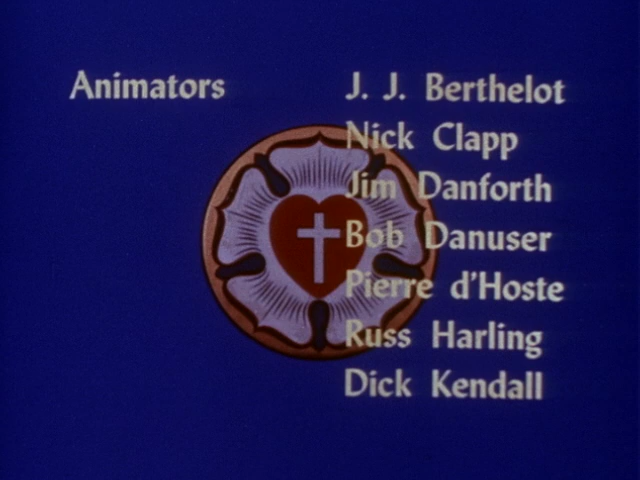 Animators J. J. Berthelot
Nick Clapp
Jim Danforth
Bob Danuser
Pierre d'Hoste
Russ Harling
Dick Kendall